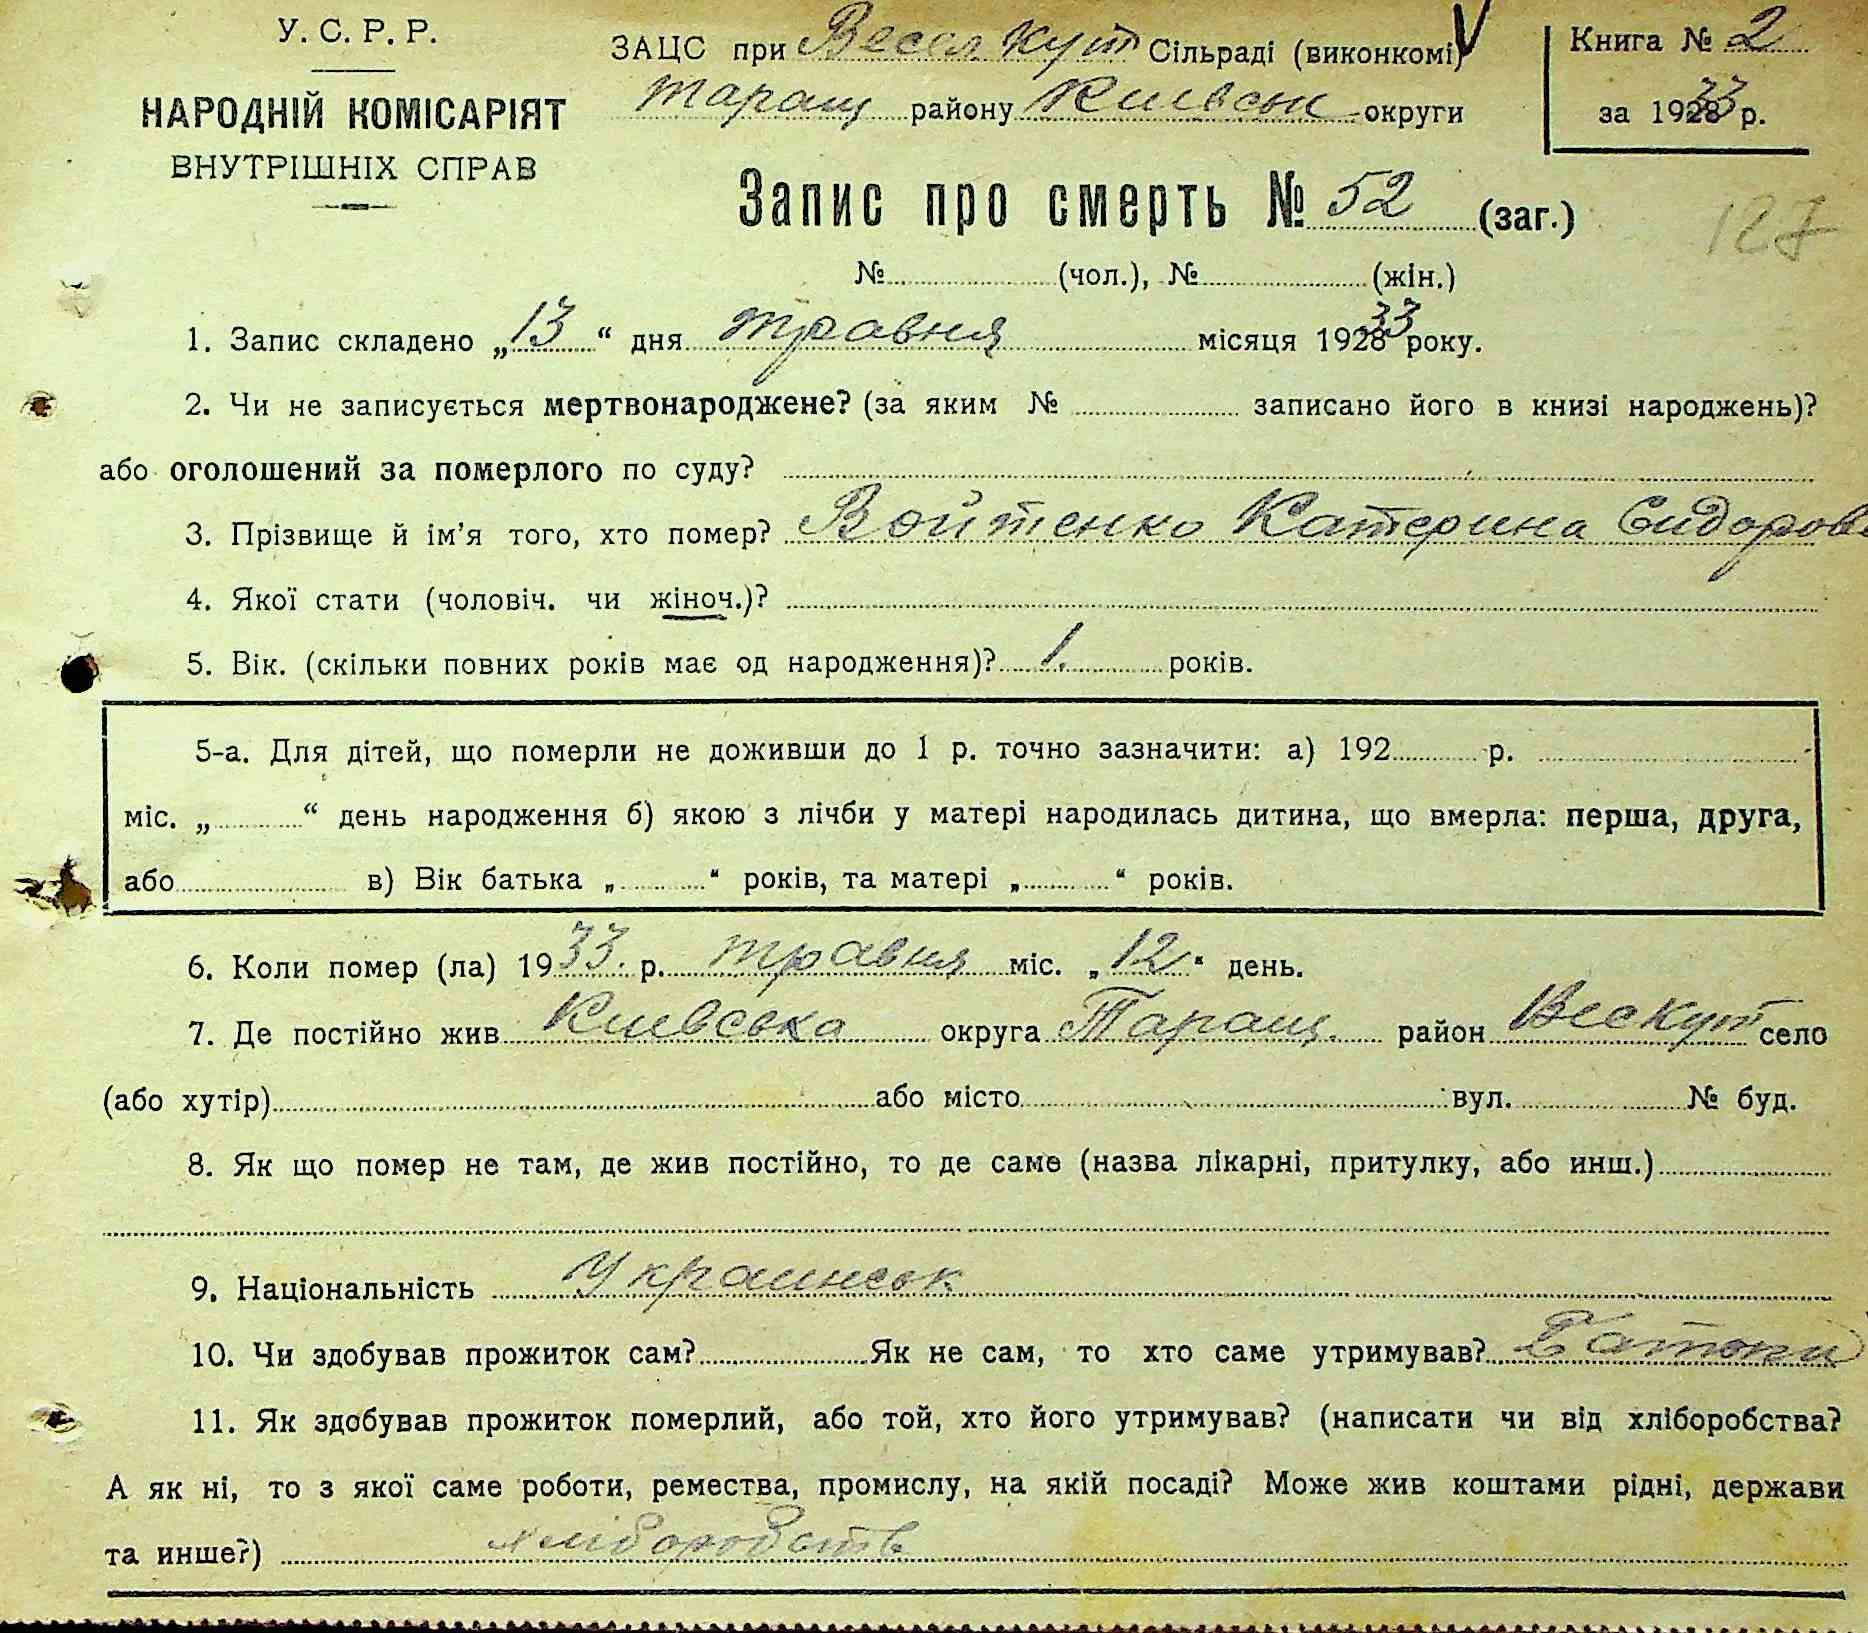 У. С. Р. Р.
НАРОДНІЙ КОМІСАРІЯТ
ВНУТРІШНІХ СПРАВ
ЗАЦС при Весел Кут Сільраді (виконкомі) V
Таращ району Київськ округи
Книга № 2
за 192833 р.
Запис про смерть № 52 (заг.)
127
№ (чол.), № (жін.)
1. Запис складено „13“ дня травня місяця 192833 року.
2. Чи не записується мертвонароджене? (за яким № записано його в книзі народжень)?
або оголошений за померлого по суду?
3. Прізвище й ім’я того, хто помер? Войтенко Катерина Сидоров
4. Якої стати (чоловіч. чи жіноч.)?
5. Вік. (скільки повних років має од народження)? 1. років.
5-а. Для дітей, що померли не доживши до 1 р. точно зазначити: а) 192 р.
міс. „ “ день народження б) якою з лічби у матері народилась дитина, що вмерла: перша, друга,
або в) Вік батька „ “ років, та матері „ “ років.
6. Коли помер (ла) 1933. р. травня міс. „12“ день.
7. Де постійно жив Киевська округа Таращ. район Вес Кут село
(або хутір) або місто вул. № буд.
8. Як що помер не там, де жив постійно, то де саме (назва лікарні, притулку, або инш.)
9. Національність Украинськ
10. Чи здобував прожиток сам? Як не сам, то хто саме утримував? Батьки
11. Як здобував прожиток померлий, або той, хто його утримував? (написати чи від хліборобства?
А як ні, то з якої саме роботи, ремества, промислу, на якій посаді? Може жив коштами рідні, держави
та инше?) хліборобств